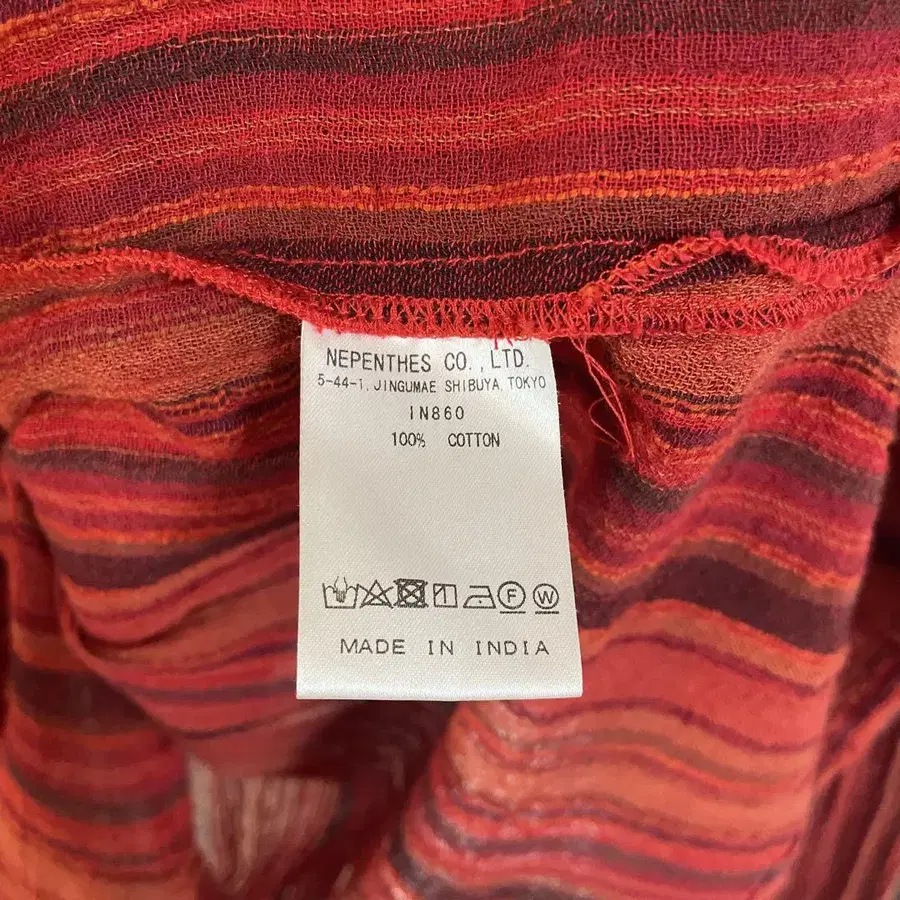 NEPENTHES CO.,LTD.
5-44-1, JINGUMAE SHIBUYA, TOKYO
IN860
100% COTTON
F W
MADE IN INDIA